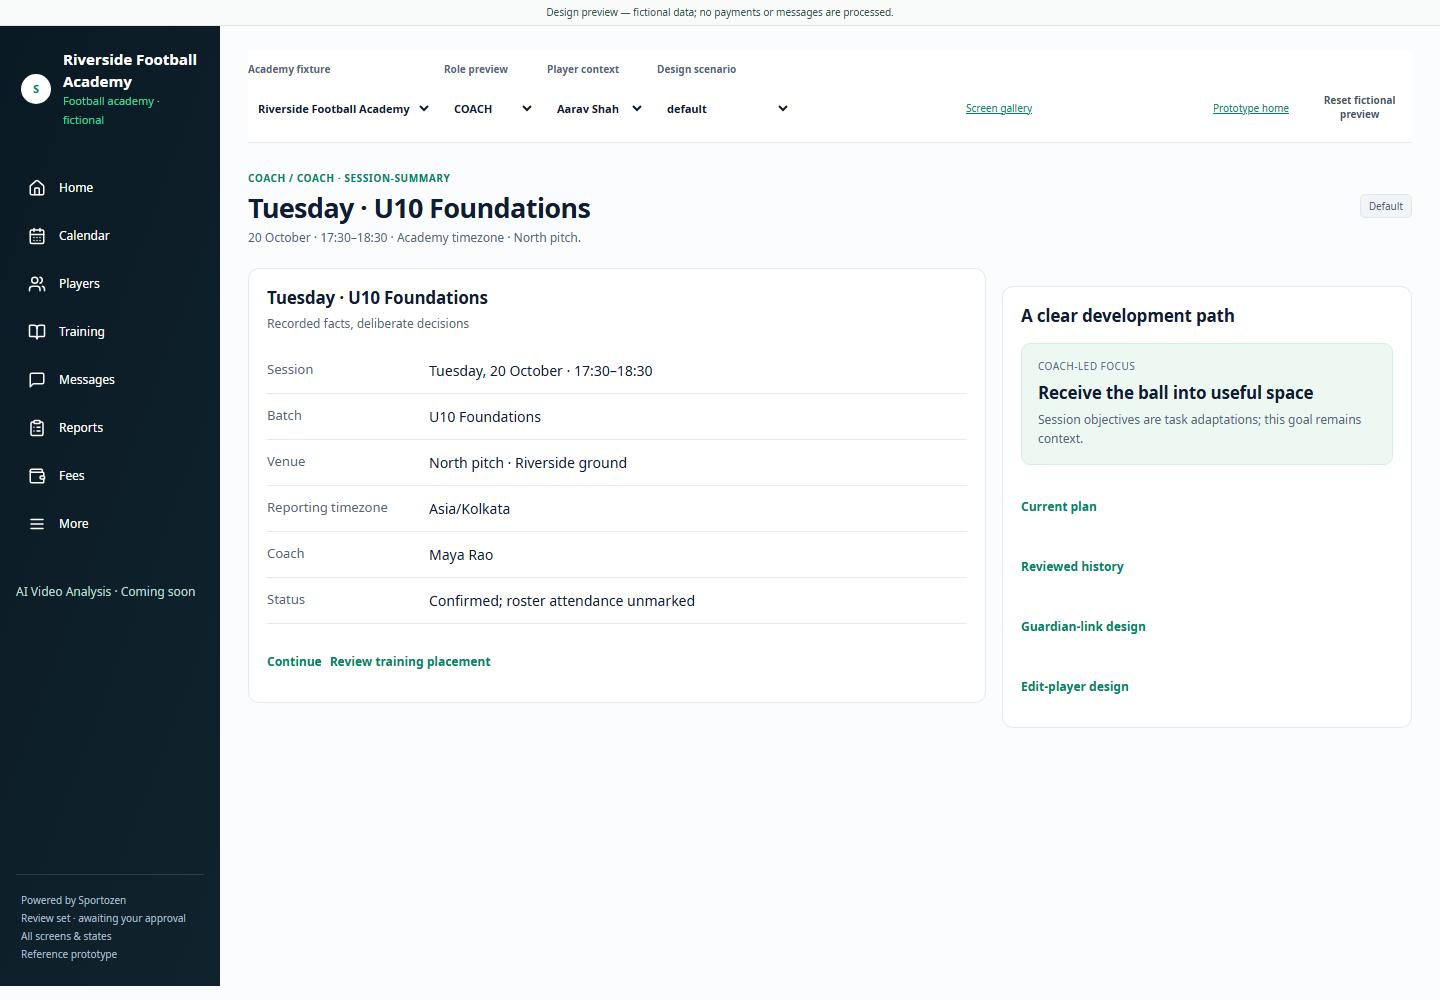 Design preview — fictional data; no payments or messages are processed.
S
Riverside Football
Academy
Football academy ·
fictional
Home
Calendar
Players
Training
Messages
Reports
Fees
More
AI Video Analysis · Coming soon
Powered by Sportozen
Review set · awaiting your approval
All screens & states
Reference prototype
Academy fixture
Role preview
Player context
Design scenario
Riverside Football Academy
COACH
Aarav Shah
default
Screen gallery
Prototype home
Reset fictional
preview
COACH / COACH · SESSION-SUMMARY
Tuesday · U10 Foundations
20 October · 17:30–18:30 · Academy timezone · North pitch.
Default
Tuesday · U10 Foundations
Recorded facts, deliberate decisions
Session Tuesday, 20 October · 17:30–18:30
Batch U10 Foundations
Venue North pitch · Riverside ground
Reporting timezone Asia/Kolkata
Coach Maya Rao
Status Confirmed; roster attendance unmarked
Continue Review training placement
A clear development path
COACH-LED FOCUS
Receive the ball into useful space
Session objectives are task adaptations; this goal remains
context.
Current plan
Reviewed history
Guardian-link design
Edit-player design